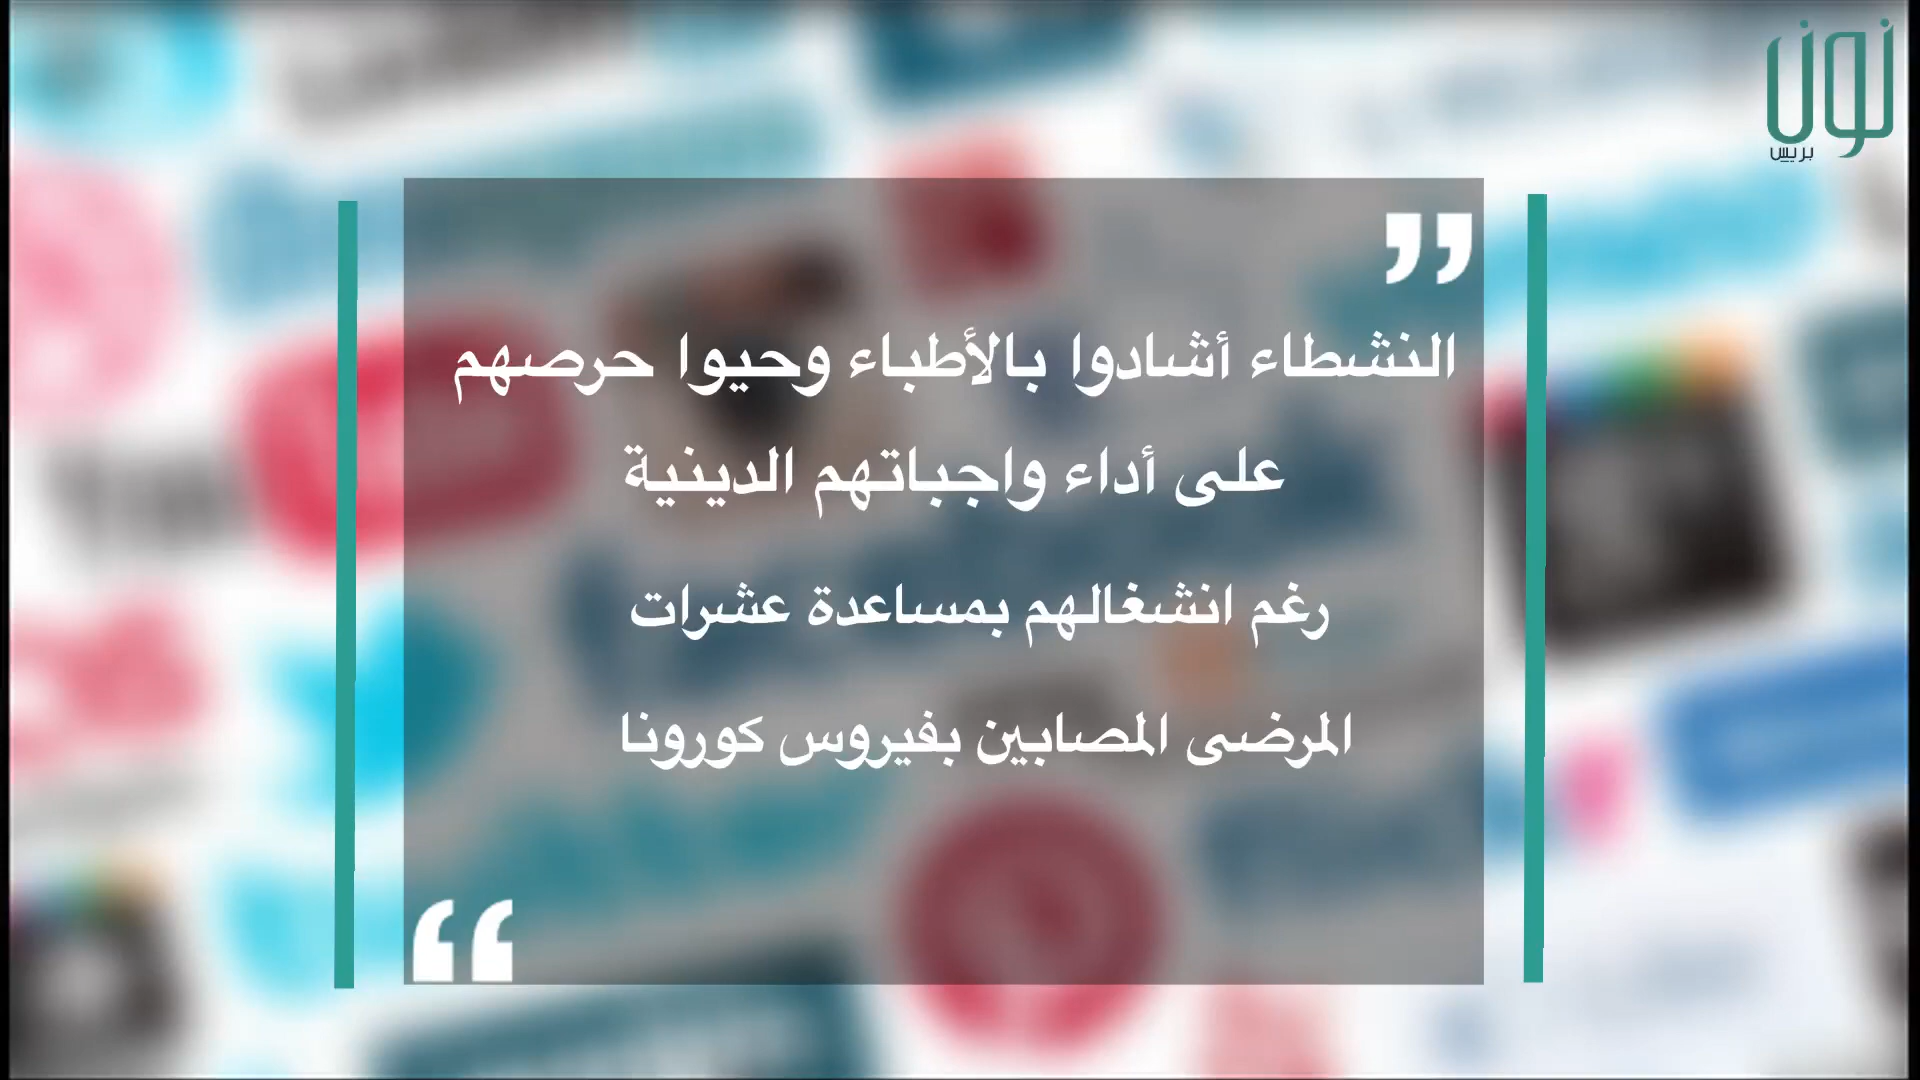 نون
بريس
النشطاء أشادوا بالأطباء وحيوا حرصهم
على أداء واجباتهم الدينية
رغم انشغالهم بمساعدة عشرات
المرضى المصابين بفيروس كورونا